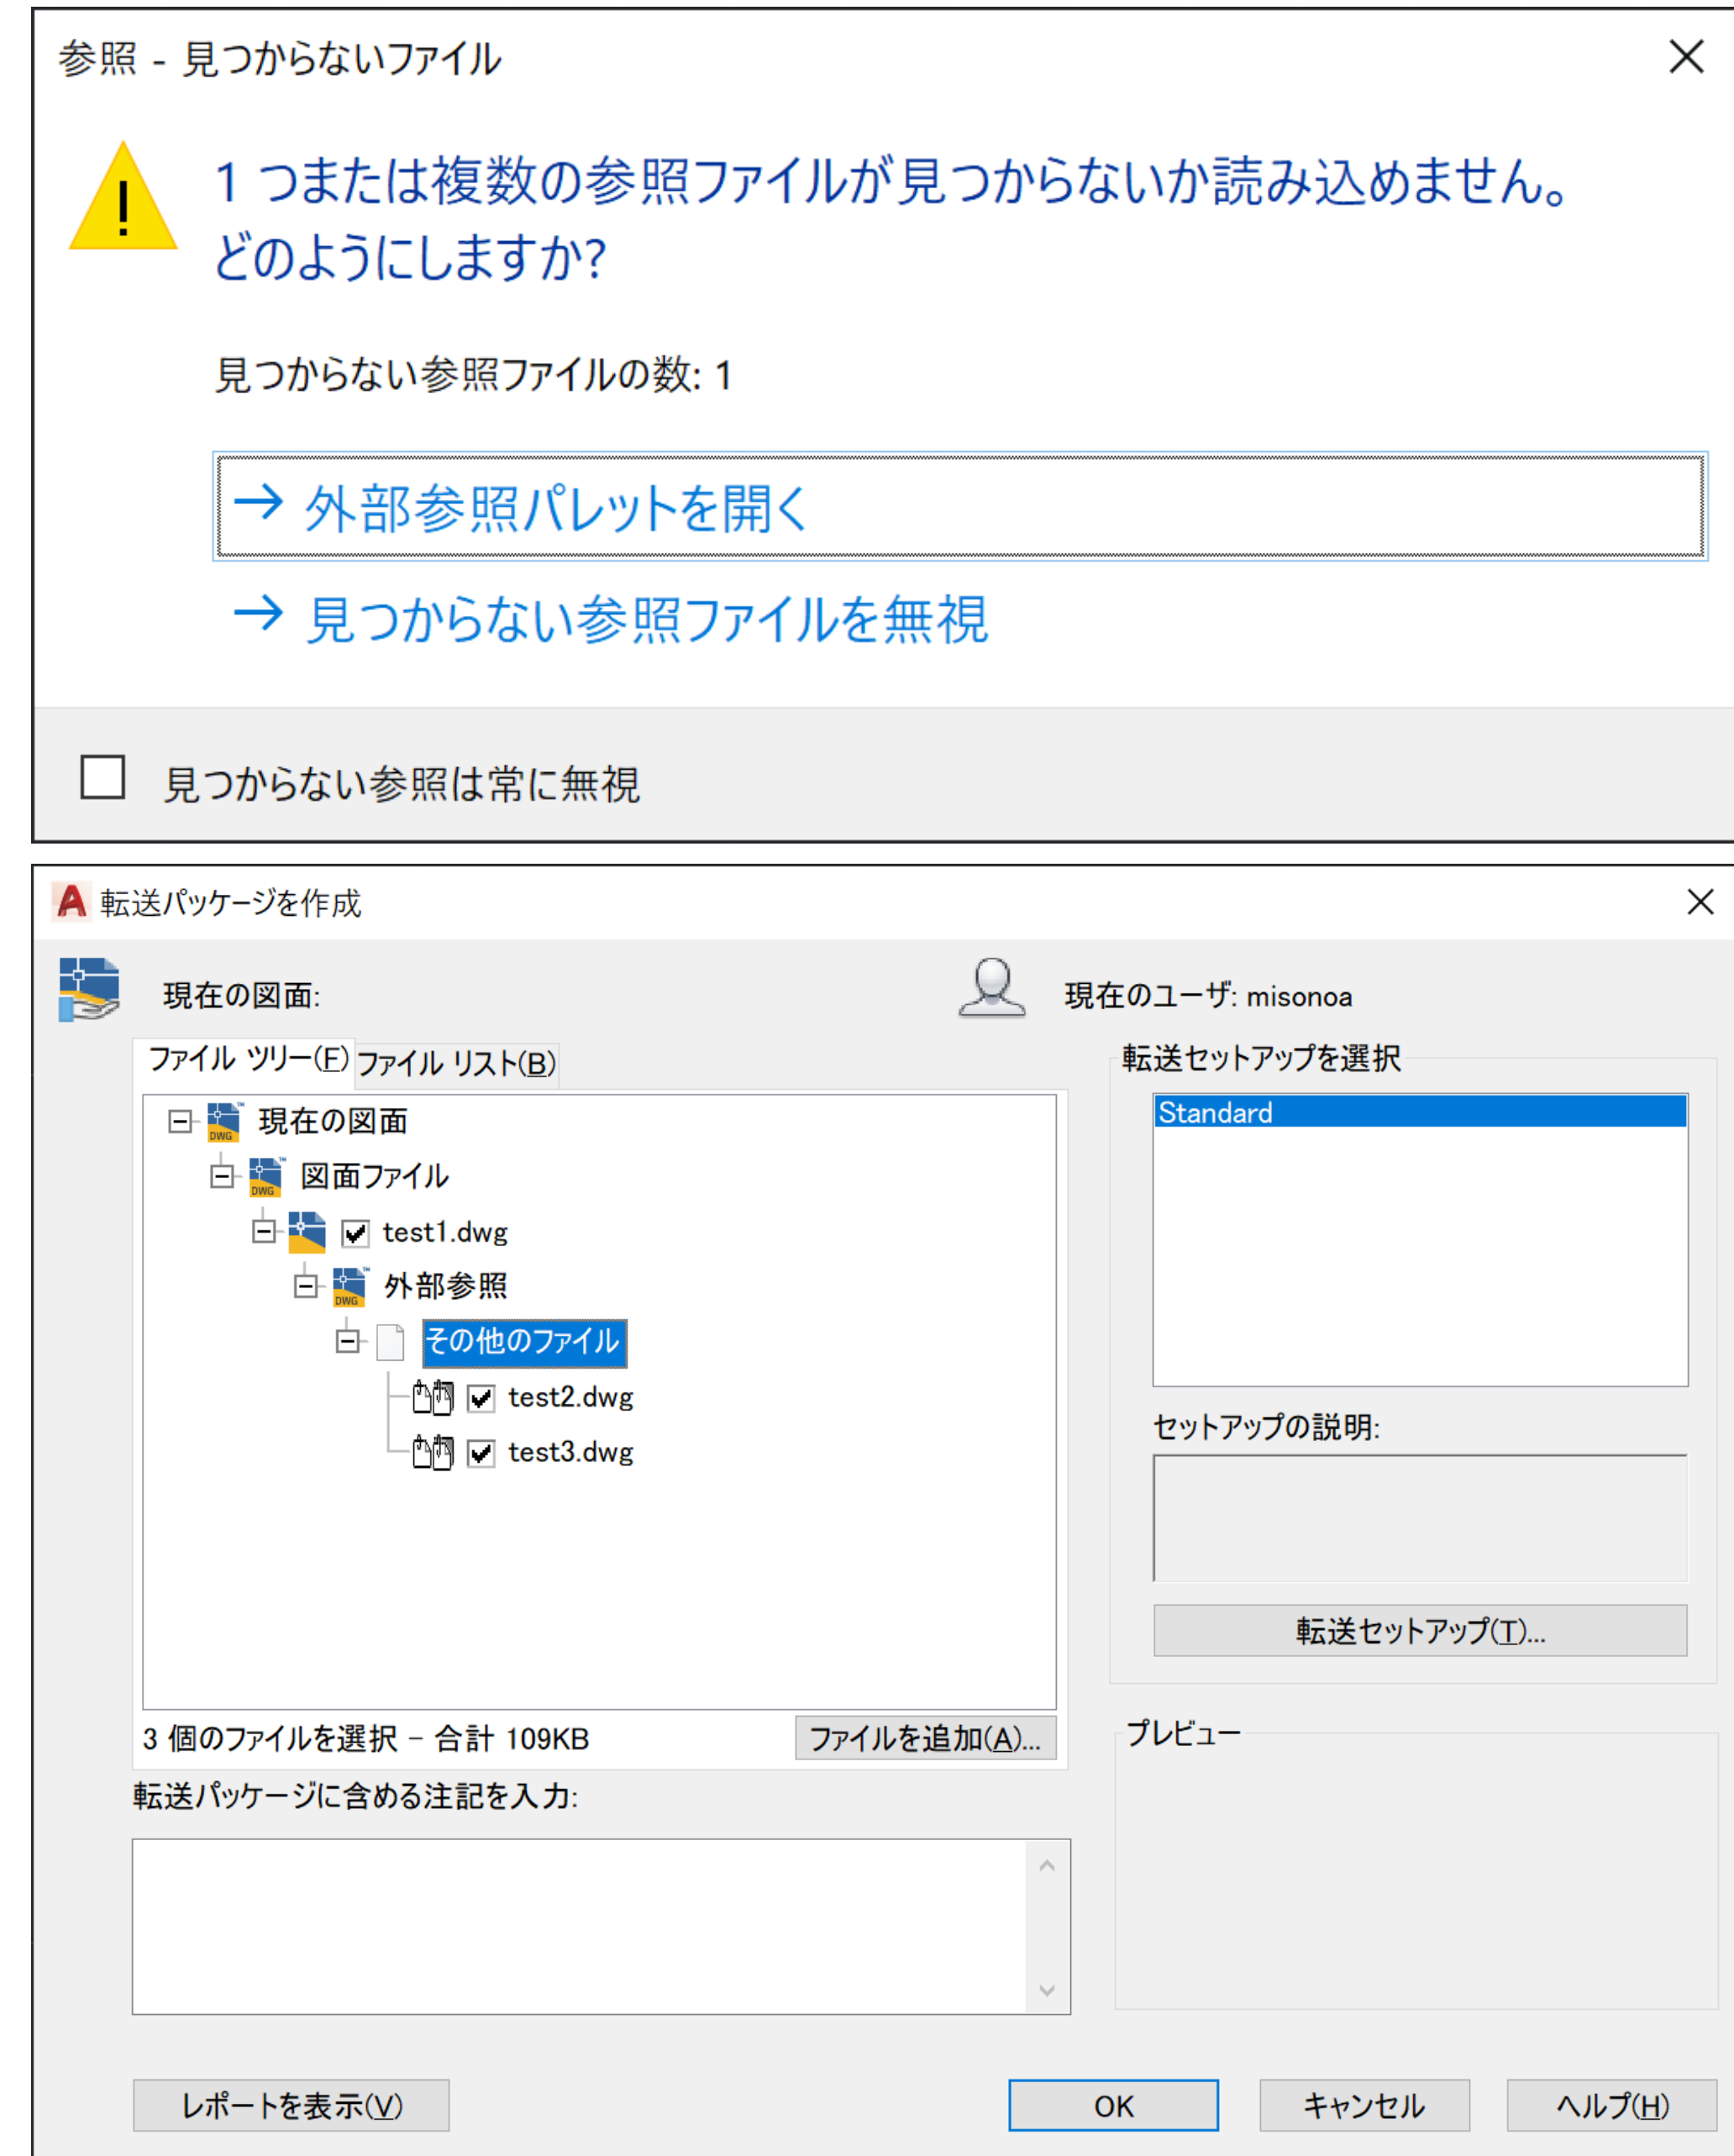 参照 - 見つからないファイル
1 つまたは複数の参照ファイルが見つからないか読み込めません。
どのようにしますか?
見つからない参照ファイルの数: 1
→ 外部参照パレットを開く
→ 見つからない参照ファイルを無視
見つからない参照は常に無視
転送パッケージを作成
現在の図面:
現在のユーザ: misonoa
ファイル ツリー(F)
ファイル リスト(B)
現在の図面
図面ファイル
test1.dwg
外部参照
その他のファイル
test2.dwg
test3.dwg
3 個のファイルを選択 - 合計 109KB
ファイルを追加(A)...
転送パッケージに含める注記を入力:
転送セットアップを選択
Standard
セットアップの説明:
転送セットアップ(T)...
プレビュー
レポートを表示(V)
OK
キャンセル
ヘルプ(H)